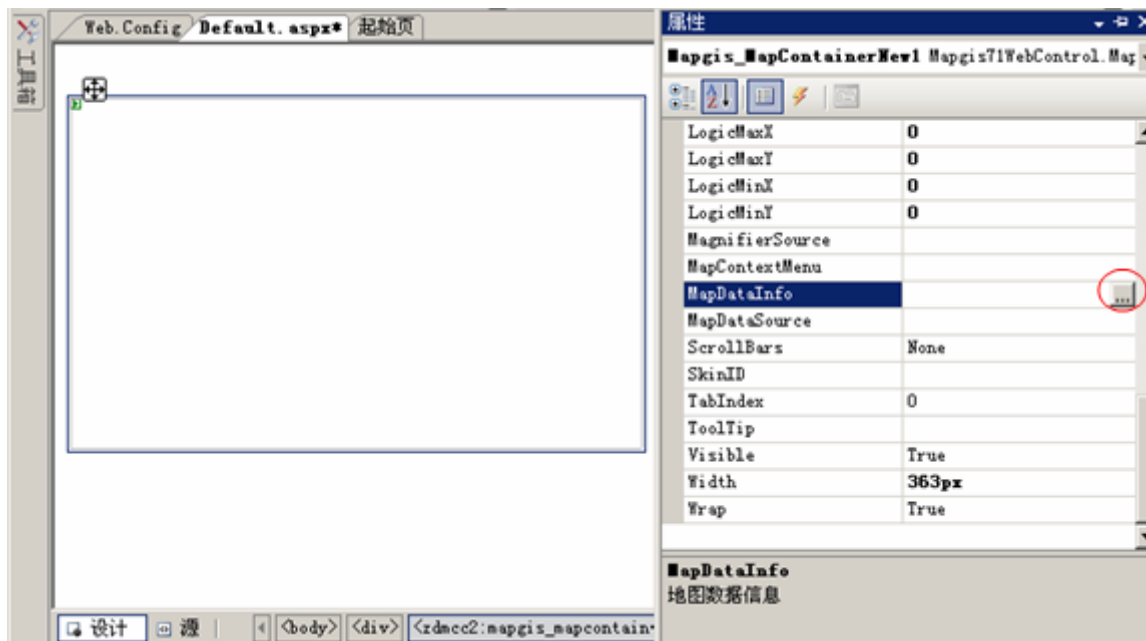 Web.Config Default.aspx* 起始页
工具箱
设计 源 <body> <div> <zdmcc2:mapgis_mapcontain
属性
Mapgis_MapContainerNew1 Mapgis71WebControl.Map
LogicMaxX 0
LogicMaxY 0
LogicMinX 0
LogicMinY 0
MagnifierSource
MapContextMenu
MapDataInfo ...
MapDataSource
ScrollBars None
SkinID
TabIndex 0
ToolTip
Visible True
Width 363px
Wrap True
MapDataInfo
地图数据信息